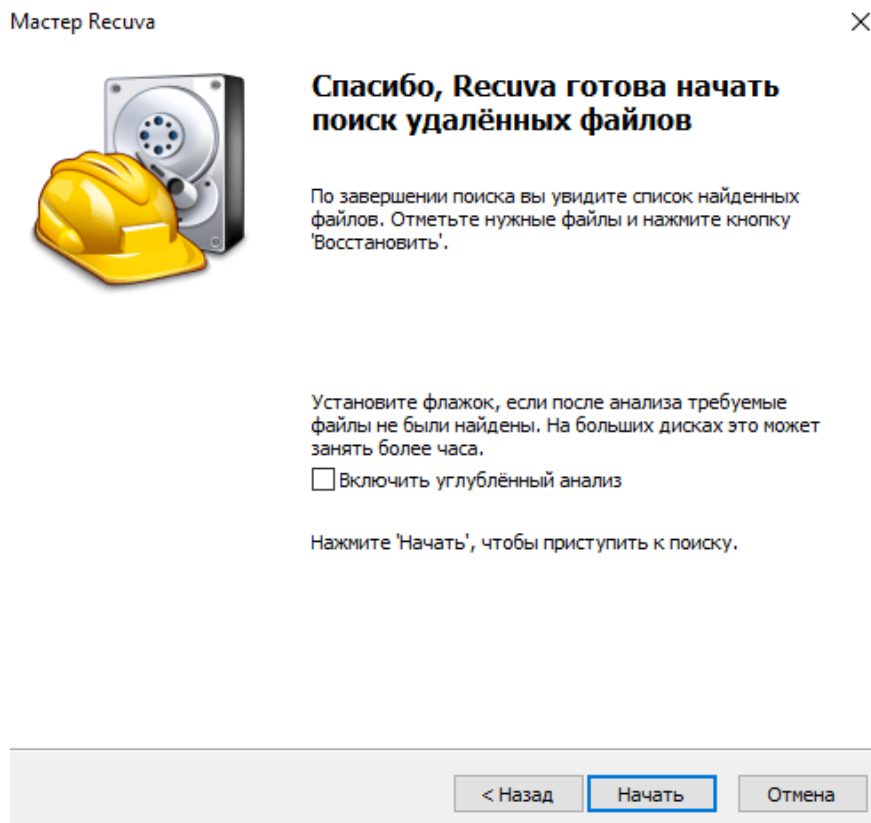 Мастер Recuva
Спасибо, Recuva готова начать
поиск удалённых файлов
По завершении поиска вы увидите список найденных
файлов. Отметьте нужные файлы и нажмите кнопку
'Восстановить'.
Установите флажок, если после анализа требуемые
файлы не были найдены. На больших дисках это может
занять более часа.
Включить углублённый анализ
Нажмите 'Начать', чтобы приступить к поиску.
< Назад
Начать
Отмена